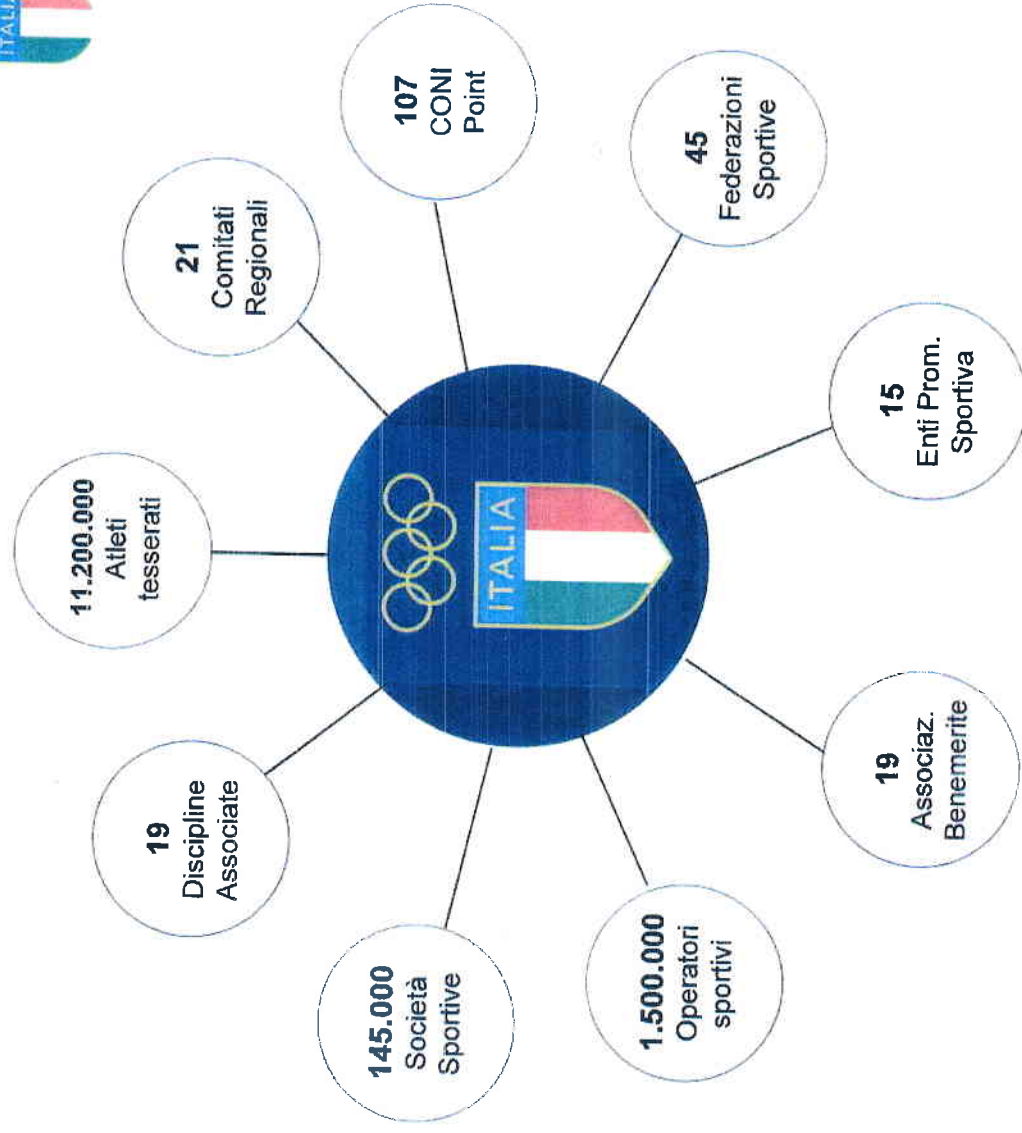 ITALIA
11.200.000
Atleti
tesserati
21
Comitati
Regionali
107
CONI
Point
45
Federazioni
Sportive
15
Enti Prom.
Sportiva
19
Associaz.
Benemerite
1.500.000
Operatori
sportivi
145.000
Società
Sportive
19
Discipline
Associate
ITALIA